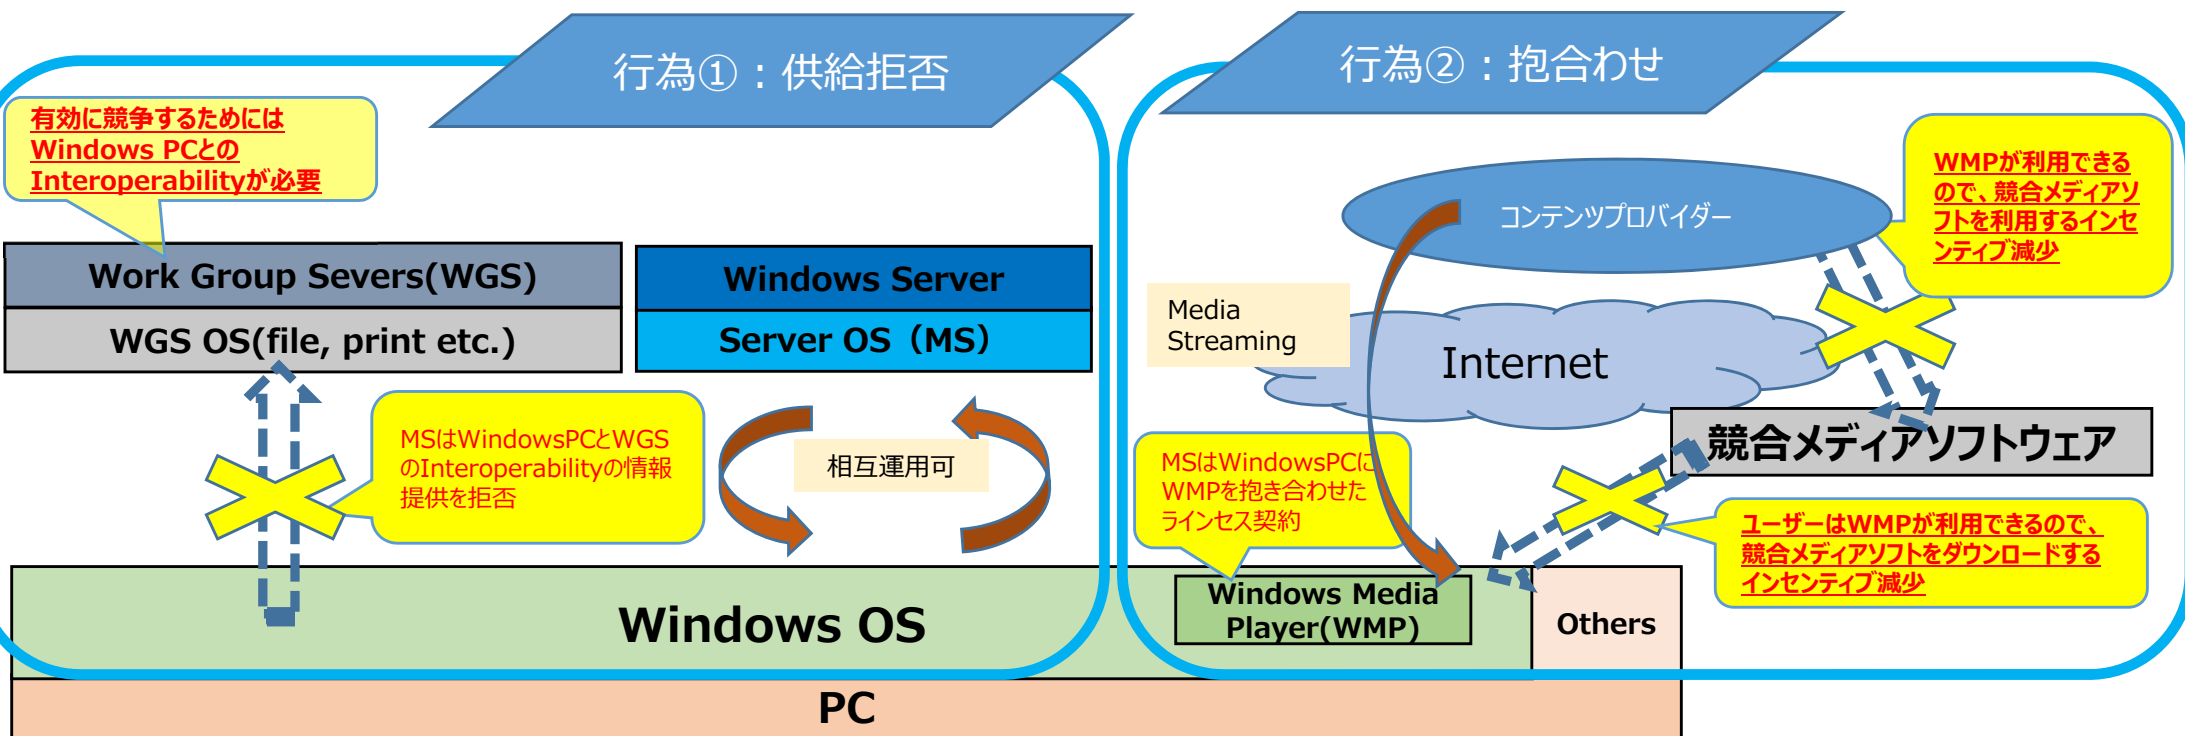 行為①：供給拒否
有効に競争するためには
Windows PCとの
Interoperabilityが必要
Work Group Severs(WGS)
WGS OS(file, print etc.)
Windows Server
Server OS（MS）
MSはWindowsPCとWGS
のInteroperabilityの情報
提供を拒否
相互運用可
行為②：抱合わせ
コンテンツプロバイダー
WMPが利用できる
ので、競合メディアソ
フトを利用するインセ
ンティブ減少
Media
Streaming
Internet
競合メディアソフトウェア
MSはWindowsPCに
WMPを抱き合わせた
ラインセス契約
ユーザーはWMPが利用できるので、
競合メディアソフトをダウンロードする
インセンティブ減少
Windows OS
Windows Media
Player(WMP)
Others
PC